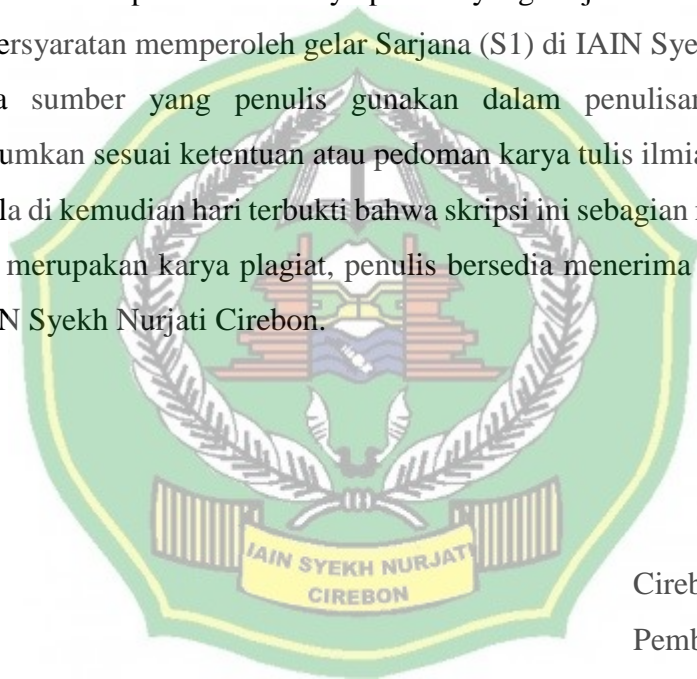 persyaratan memperoleh gelar Sarjana (S1) di IAIN Sye
a sumber yang penulis gunakan dalam penulisan
umkan sesuai ketentuan atau pedoman karya tulis ilmia
la di kemudian hari terbukti bahwa skripsi ini sebagian
merupakan karya plagiat, penulis bersedia menerima
N Syekh Nurjati Cirebon.
IAIN SYEKH NURJATI
CIREBON
Cireb
Pemb